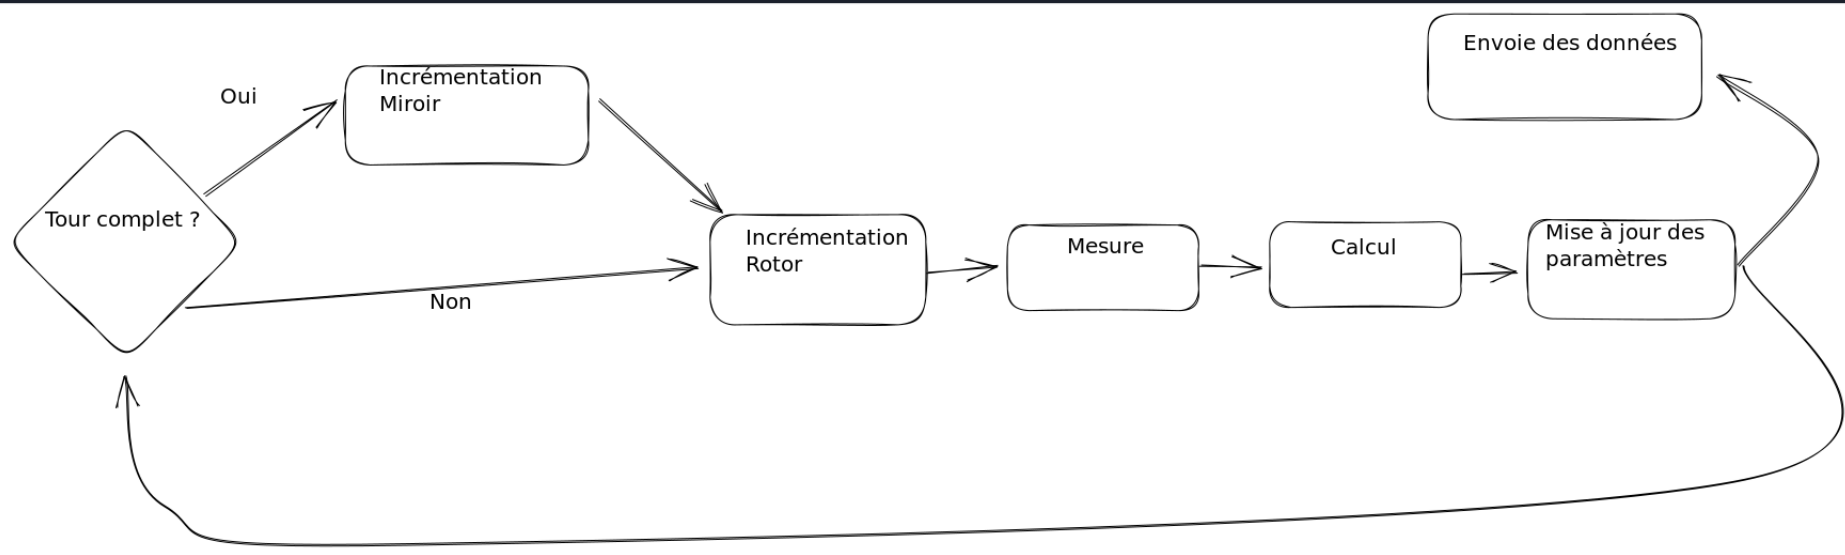 Tour complet ?
Oui
Incrémentation
Miroir
Non
Incrémentation
Rotor
Mesure
Calcul
Mise à jour des
paramètres
Envoie des données